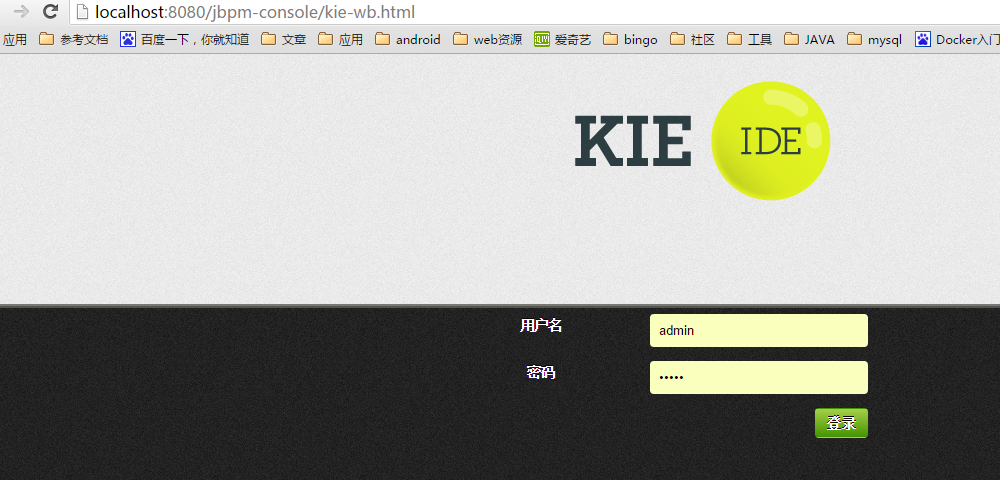 localhost:8080/jbpm-console/kie-wb.html
应用 参考文档 百度一下，你就知道 文章 应用 android web资源 爱奇艺 bingo 社区 工具 JAVA mysql Docker入门
KIE IDE
用户名 admin
密码 •••••
登录